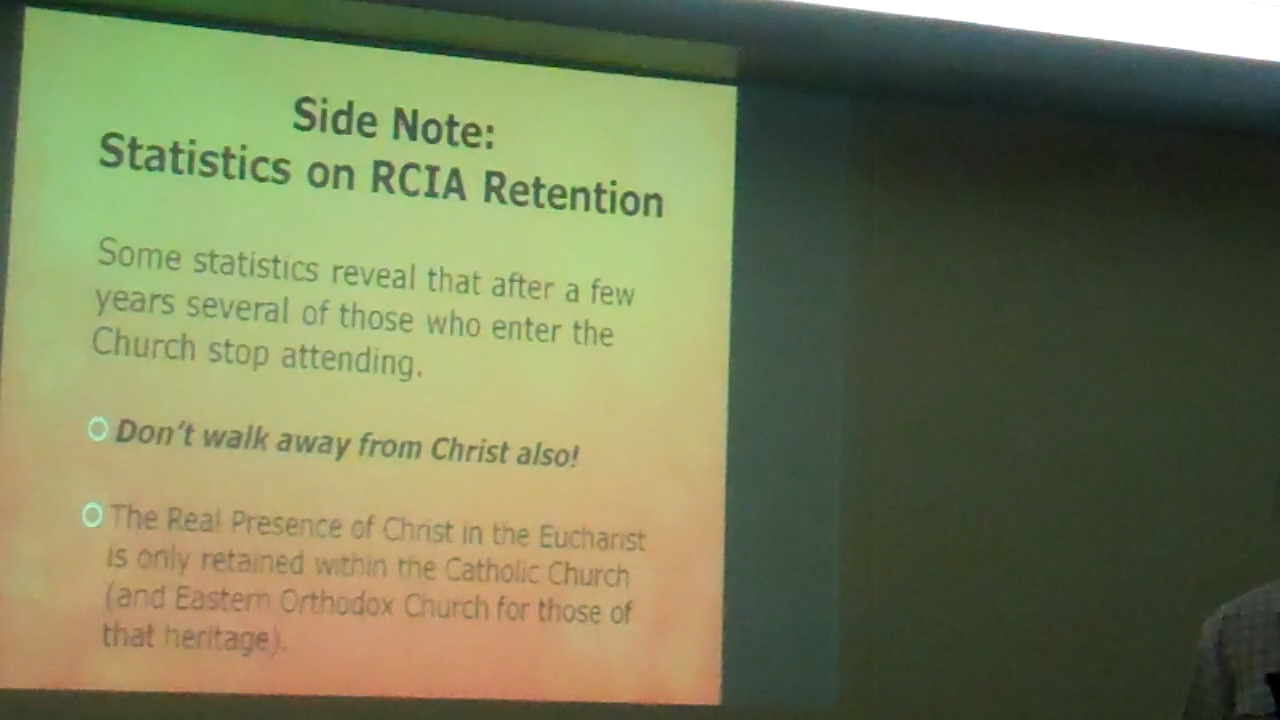 Side Note:
Statistics on RCIA Retention
Some statistics reveal that after a few
years several of those who enter the
Church stop attending.
Don't walk away from Christ also!
The Real Presence of Christ in the Eucharist
is only retained within the Catholic Church
(and Eastern Orthodox Church for those of
that heritage).